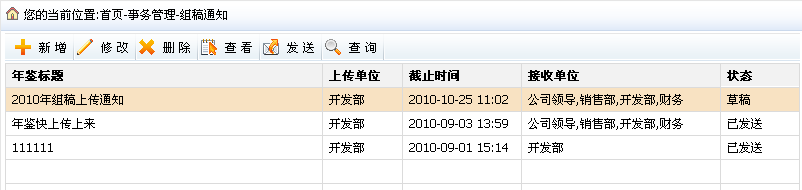 您的当前位置:首页-事务管理-组稿通知
新增 修改 删除 查看 发送 查询
年鉴标题 上传单位 截止时间 接收单位 状态
2010年组稿上传通知 开发部 2010-10-25 11:02 公司领导,销售部,开发部,财务 草稿
年鉴快上传上来 开发部 2010-09-03 13:59 公司领导,销售部,开发部,财务 已发送
111111 开发部 2010-09-01 15:14 开发部 已发送